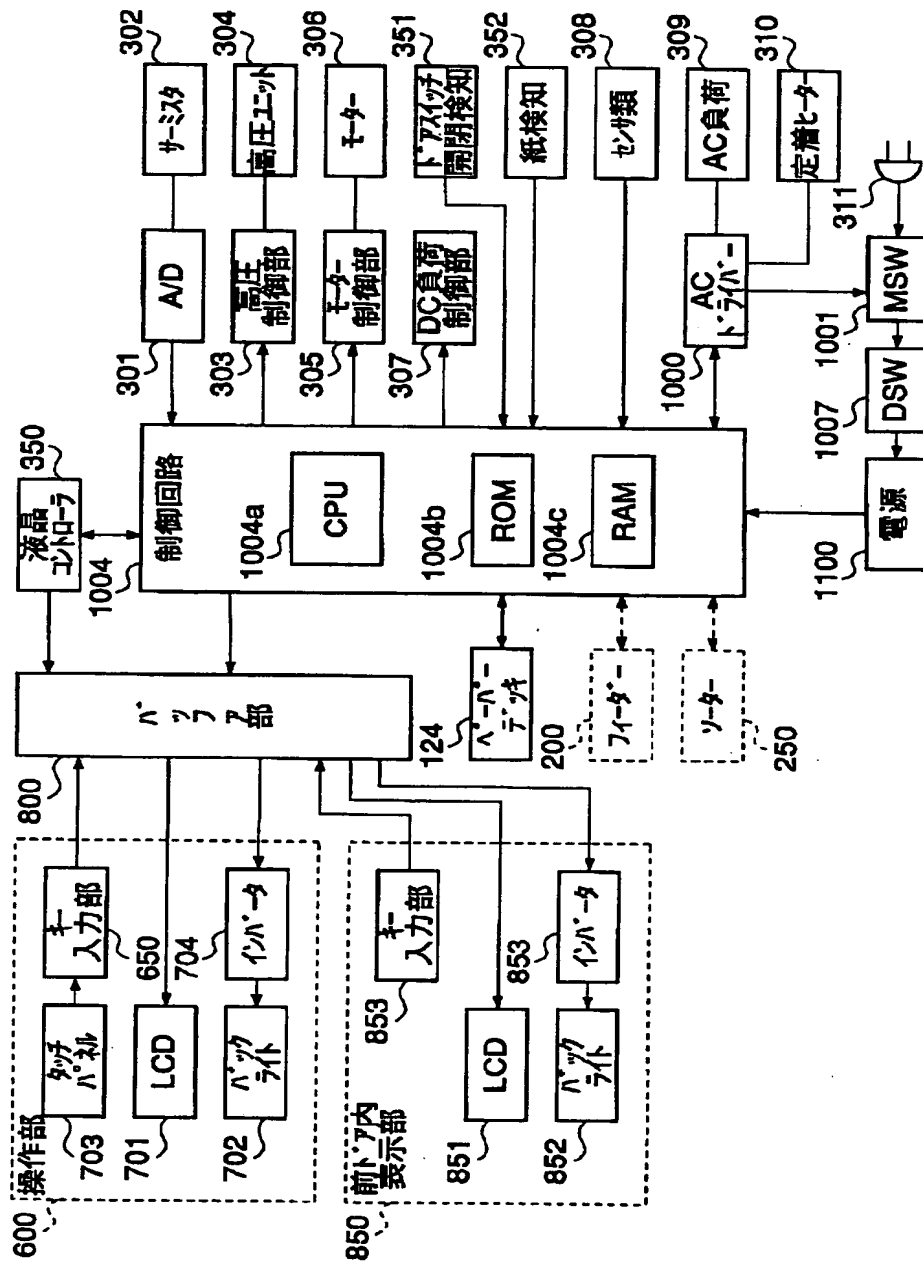 600
操作部
703
タッチ
パネル
キー
入力部
650
701
LCD
704
702
バック
ライト
インバータ
850
前ドア内
表示部
853
キー
入力部
851
LCD
853
852
バック
ライト
インバータ
800
バッファ部
350
液晶
コントローラ
1004
制御回路
1004a
CPU
1004b
ROM
1004c
RAM
124
ペーパー
デッキ
200
フィーダー
250
ソーター
301
A/D
302
サーミスタ
303
高圧
制御部
304
高圧ユニット
305
モーター
制御部
306
モーター
307
DC負荷
制御部
351
ドアスイッチ
開閉検知
352
紙検知
308
センサ類
1000
AC
ドライバー
309
AC負荷
310
定着ヒーター
311
1001
MSW
1007
DSW
1100
電源